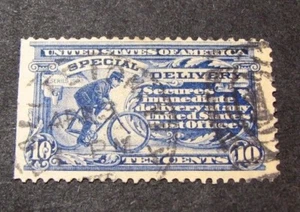 UNITED STATES OF AMERICA
SPECIAL DELIVERY
Secures
immediate
delivery at any
United States
Post Office
10 TEN CENTS 10